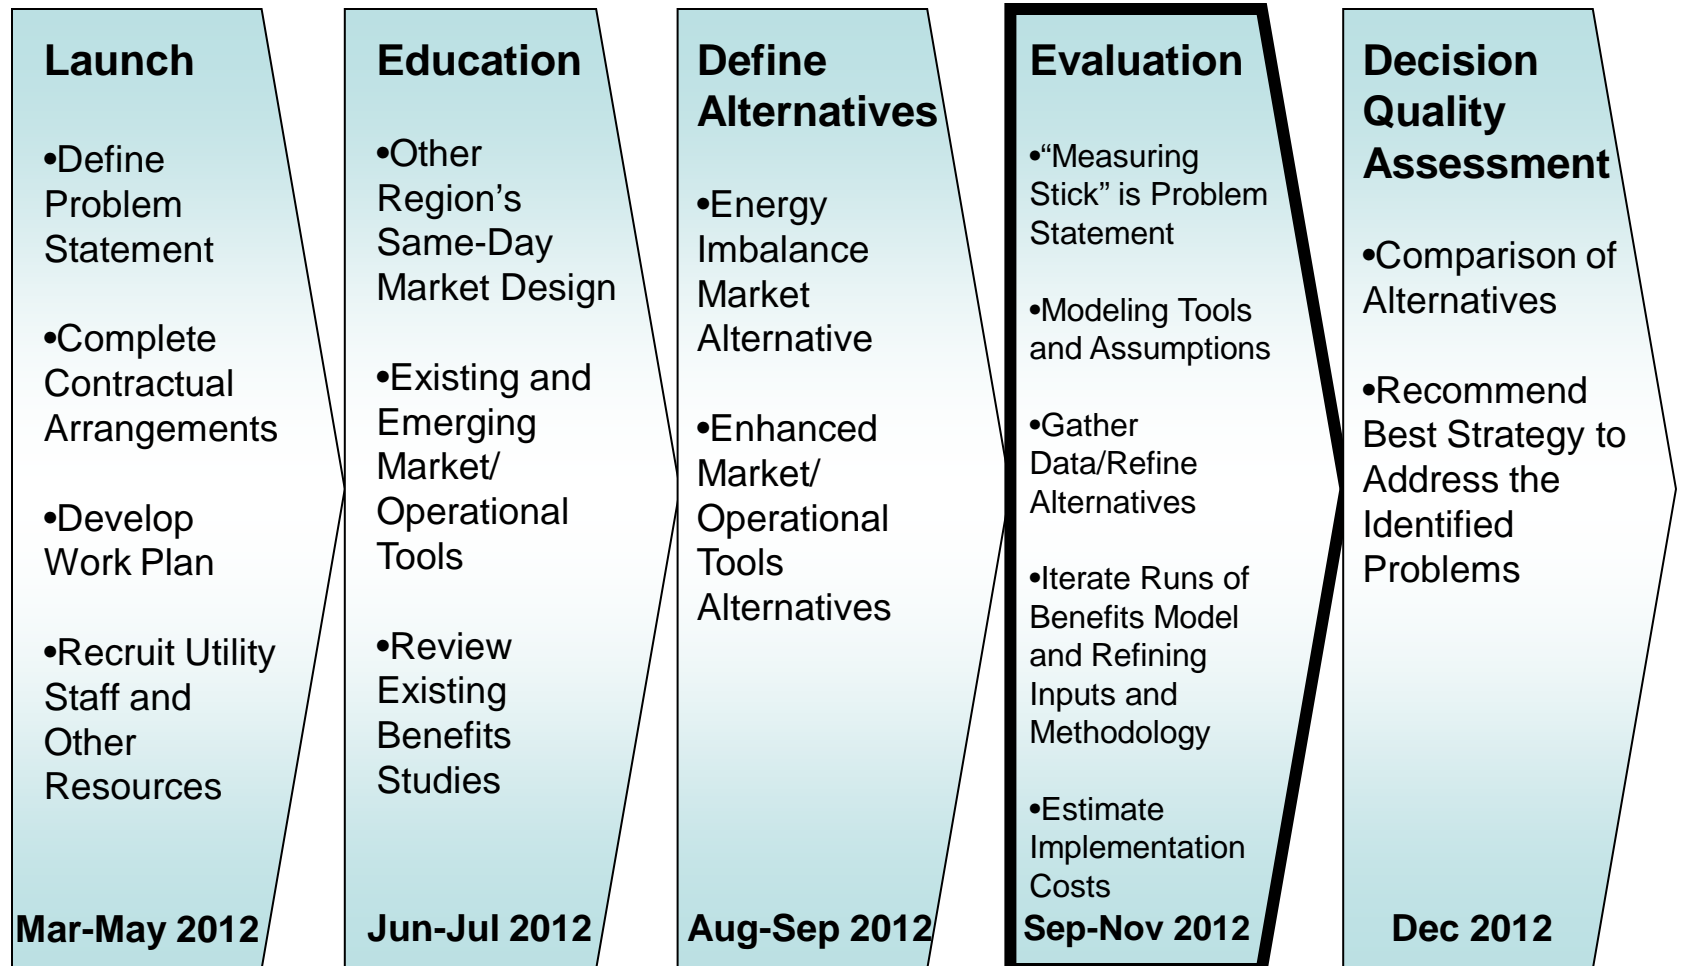 Launch
•Define
Problem
Statement
•Complete
Contractual
Arrangements
•Develop
Work Plan
•Recruit Utility
Staff and
Other
Resources
Mar-May 2012
Education
•Other
Region’s
Same-Day
Market Design
•Existing and
Emerging
Market/
Operational
Tools
•Review
Existing
Benefits
Studies
Jun-Jul 2012
Define
Alternatives
•Energy
Imbalance
Market
Alternative
•Enhanced
Market/
Operational
Tools
Alternatives
Aug-Sep 2012
Evaluation
•“Measuring
Stick” is Problem
Statement
•Modeling Tools
and Assumptions
•Gather
Data/Refine
Alternatives
•Iterate Runs of
Benefits Model
and Refining
Inputs and
Methodology
•Estimate
Implementation
Costs
Sep-Nov 2012
Decision
Quality
Assessment
•Comparison of
Alternatives
•Recommend
Best Strategy to
Address the
Identified
Problems
Dec 2012